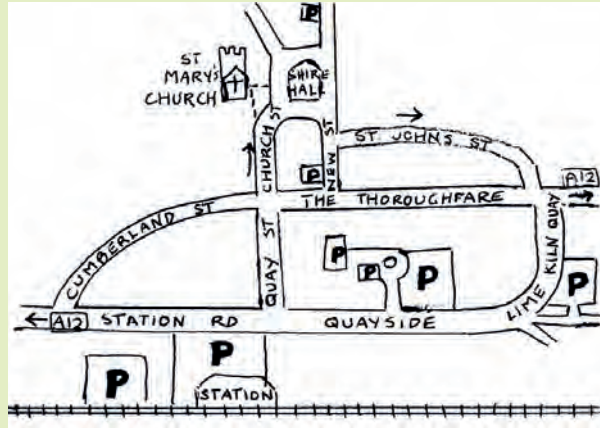 P
ST
MARY'S
CHURCH
SHIRE
HALL
CHURCH ST
NEW ST
ST. JOHNS ST
P
A12
CUMBERLAND ST
THE THOROUGHFARE
QUAY ST
LIME KILN QUAY
P
P
P
P
A12
STATION RD
QUAYSIDE
P
P
STATION